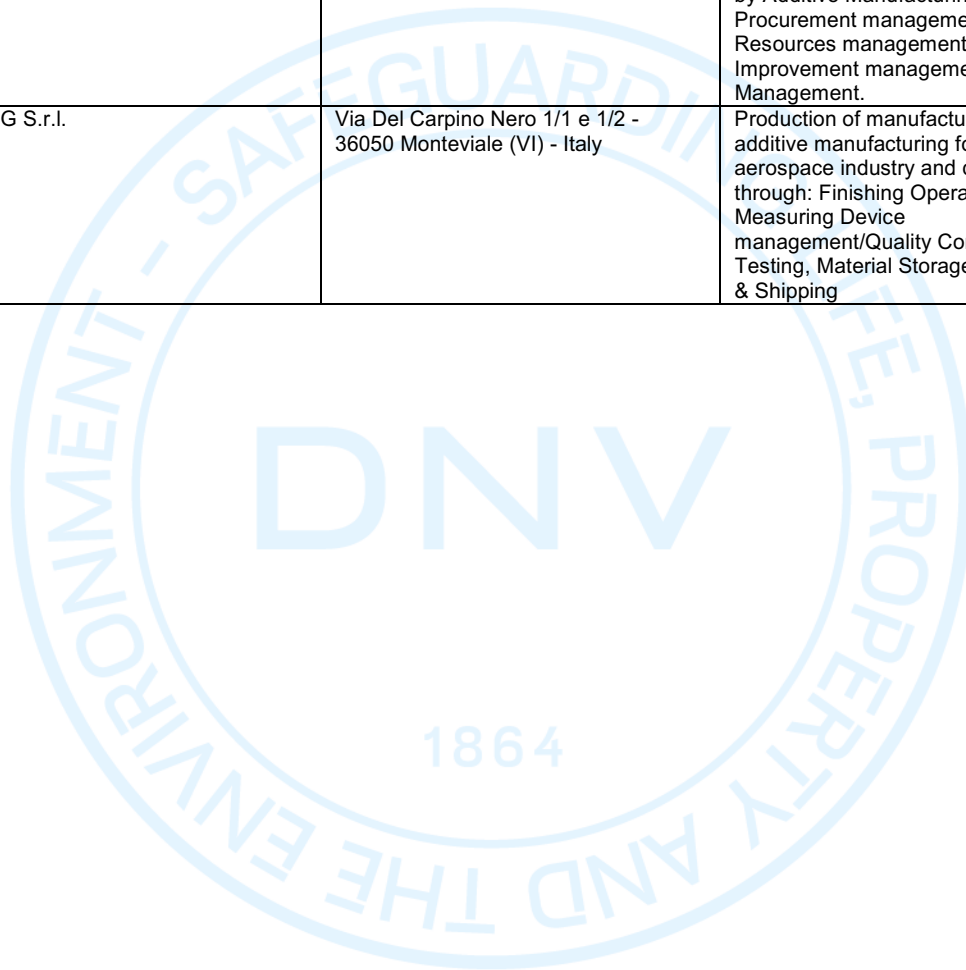 by Additive Manufacturin
Procurement manageme
Resources management
Improvement manageme
Management.
G S.r.l.
Via Del Carpino Nero 1/1 e 1/2 -
36050 Monteviale (VI) - Italy
Production of manufactu
additive manufacturing fo
aerospace industry and
through: Finishing Opera
Measuring Device
management/Quality Co
Testing, Material Storage
& Shipping
SAFEGUARDING LIFE, PROPERTY AND THE ENVIRONMENT -
DNV
1864